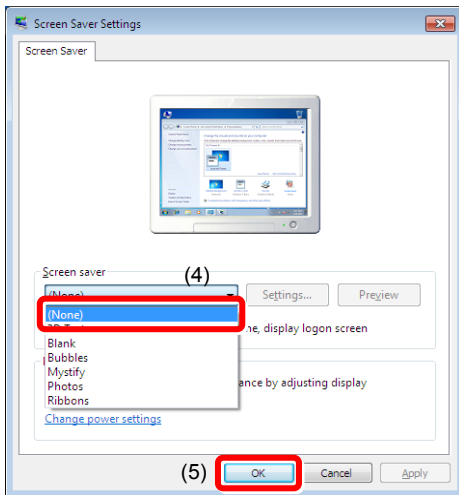 Screen Saver Settings
Screen Saver
Screen saver
(4)
(None)
Settings...
Preview
(None)
ne, display logon screen
Blank
Bubbles
Mystify
Photos
ance by adjusting display
Ribbons
Change power settings
(5)
OK
Cancel
Apply